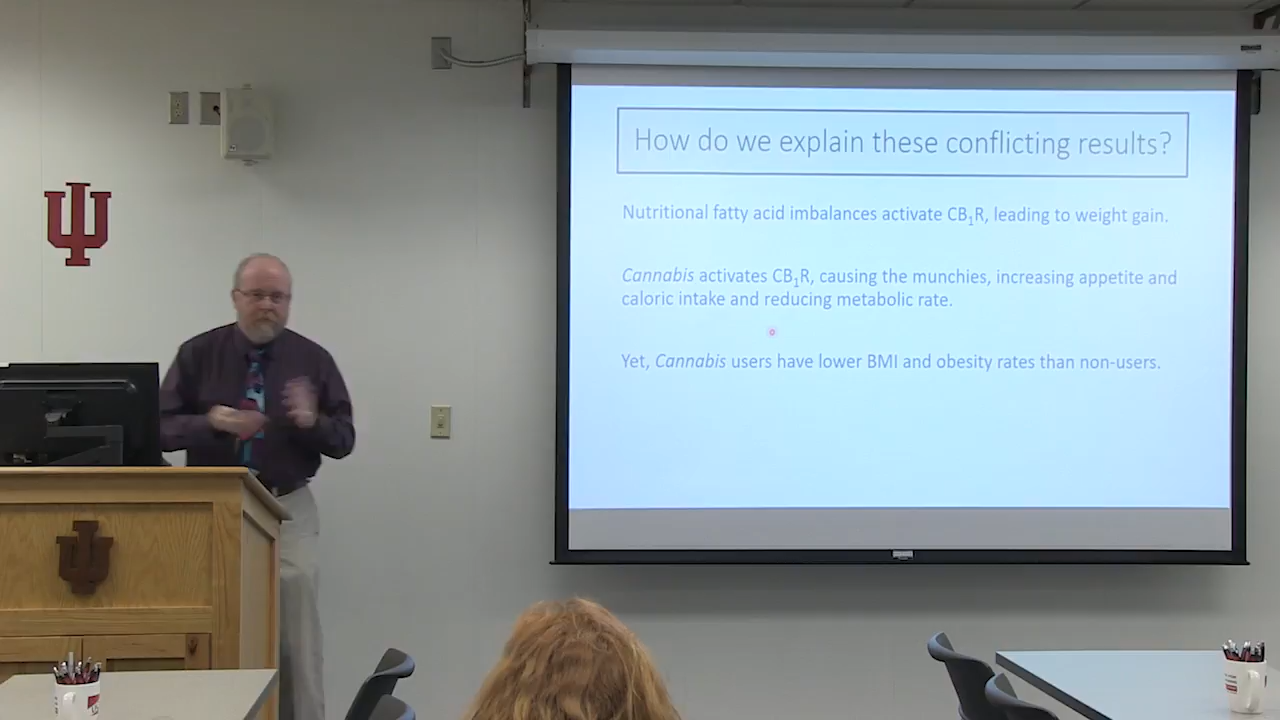 How do we explain these conflicting results?
Nutritional fatty acid imbalances activate CB₁R, leading to weight gain.
Cannabis activates CB₁R, causing the munchies, increasing appetite and
caloric intake and reducing metabolic rate.
Yet, Cannabis users have lower BMI and obesity rates than non-users.